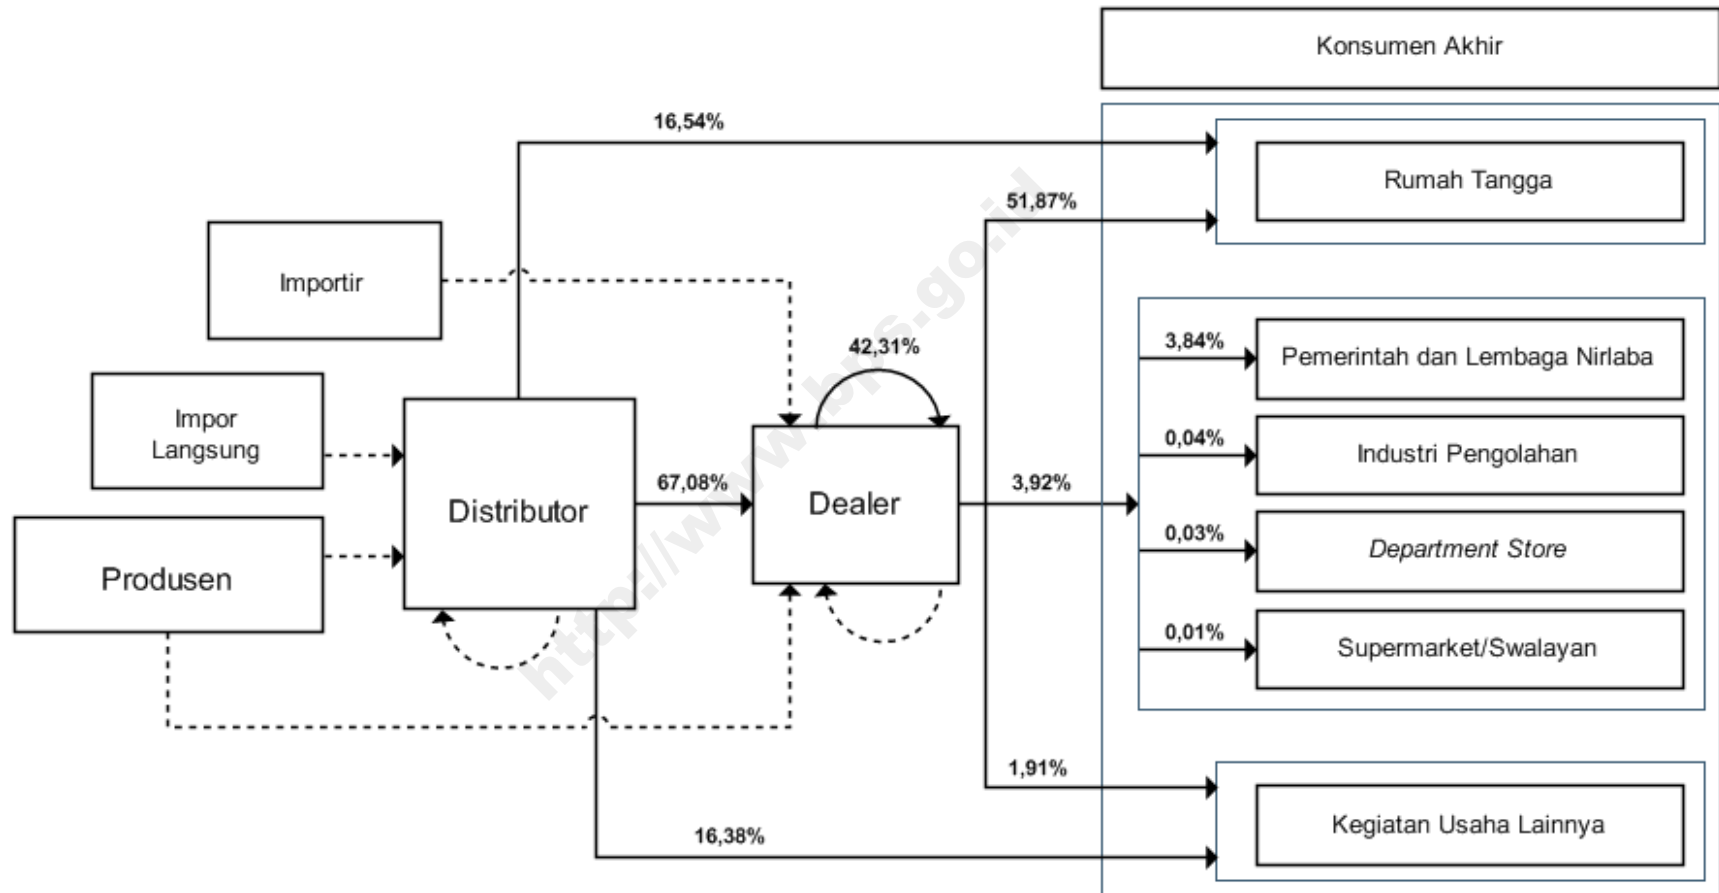 Konsumen Akhir
16,54%
Rumah Tangga
51,87%
Importir
42,31%
3,84%
Pemerintah dan Lembaga Nirlaba
Impor
Langsung
0,04%
Industri Pengolahan
67,08%
3,92%
Distributor
Dealer
0,03%
Department Store
Produsen
0,01%
Supermarket/Swalayan
1,91%
Kegiatan Usaha Lainnya
16,38%
http://www.bps.go.id